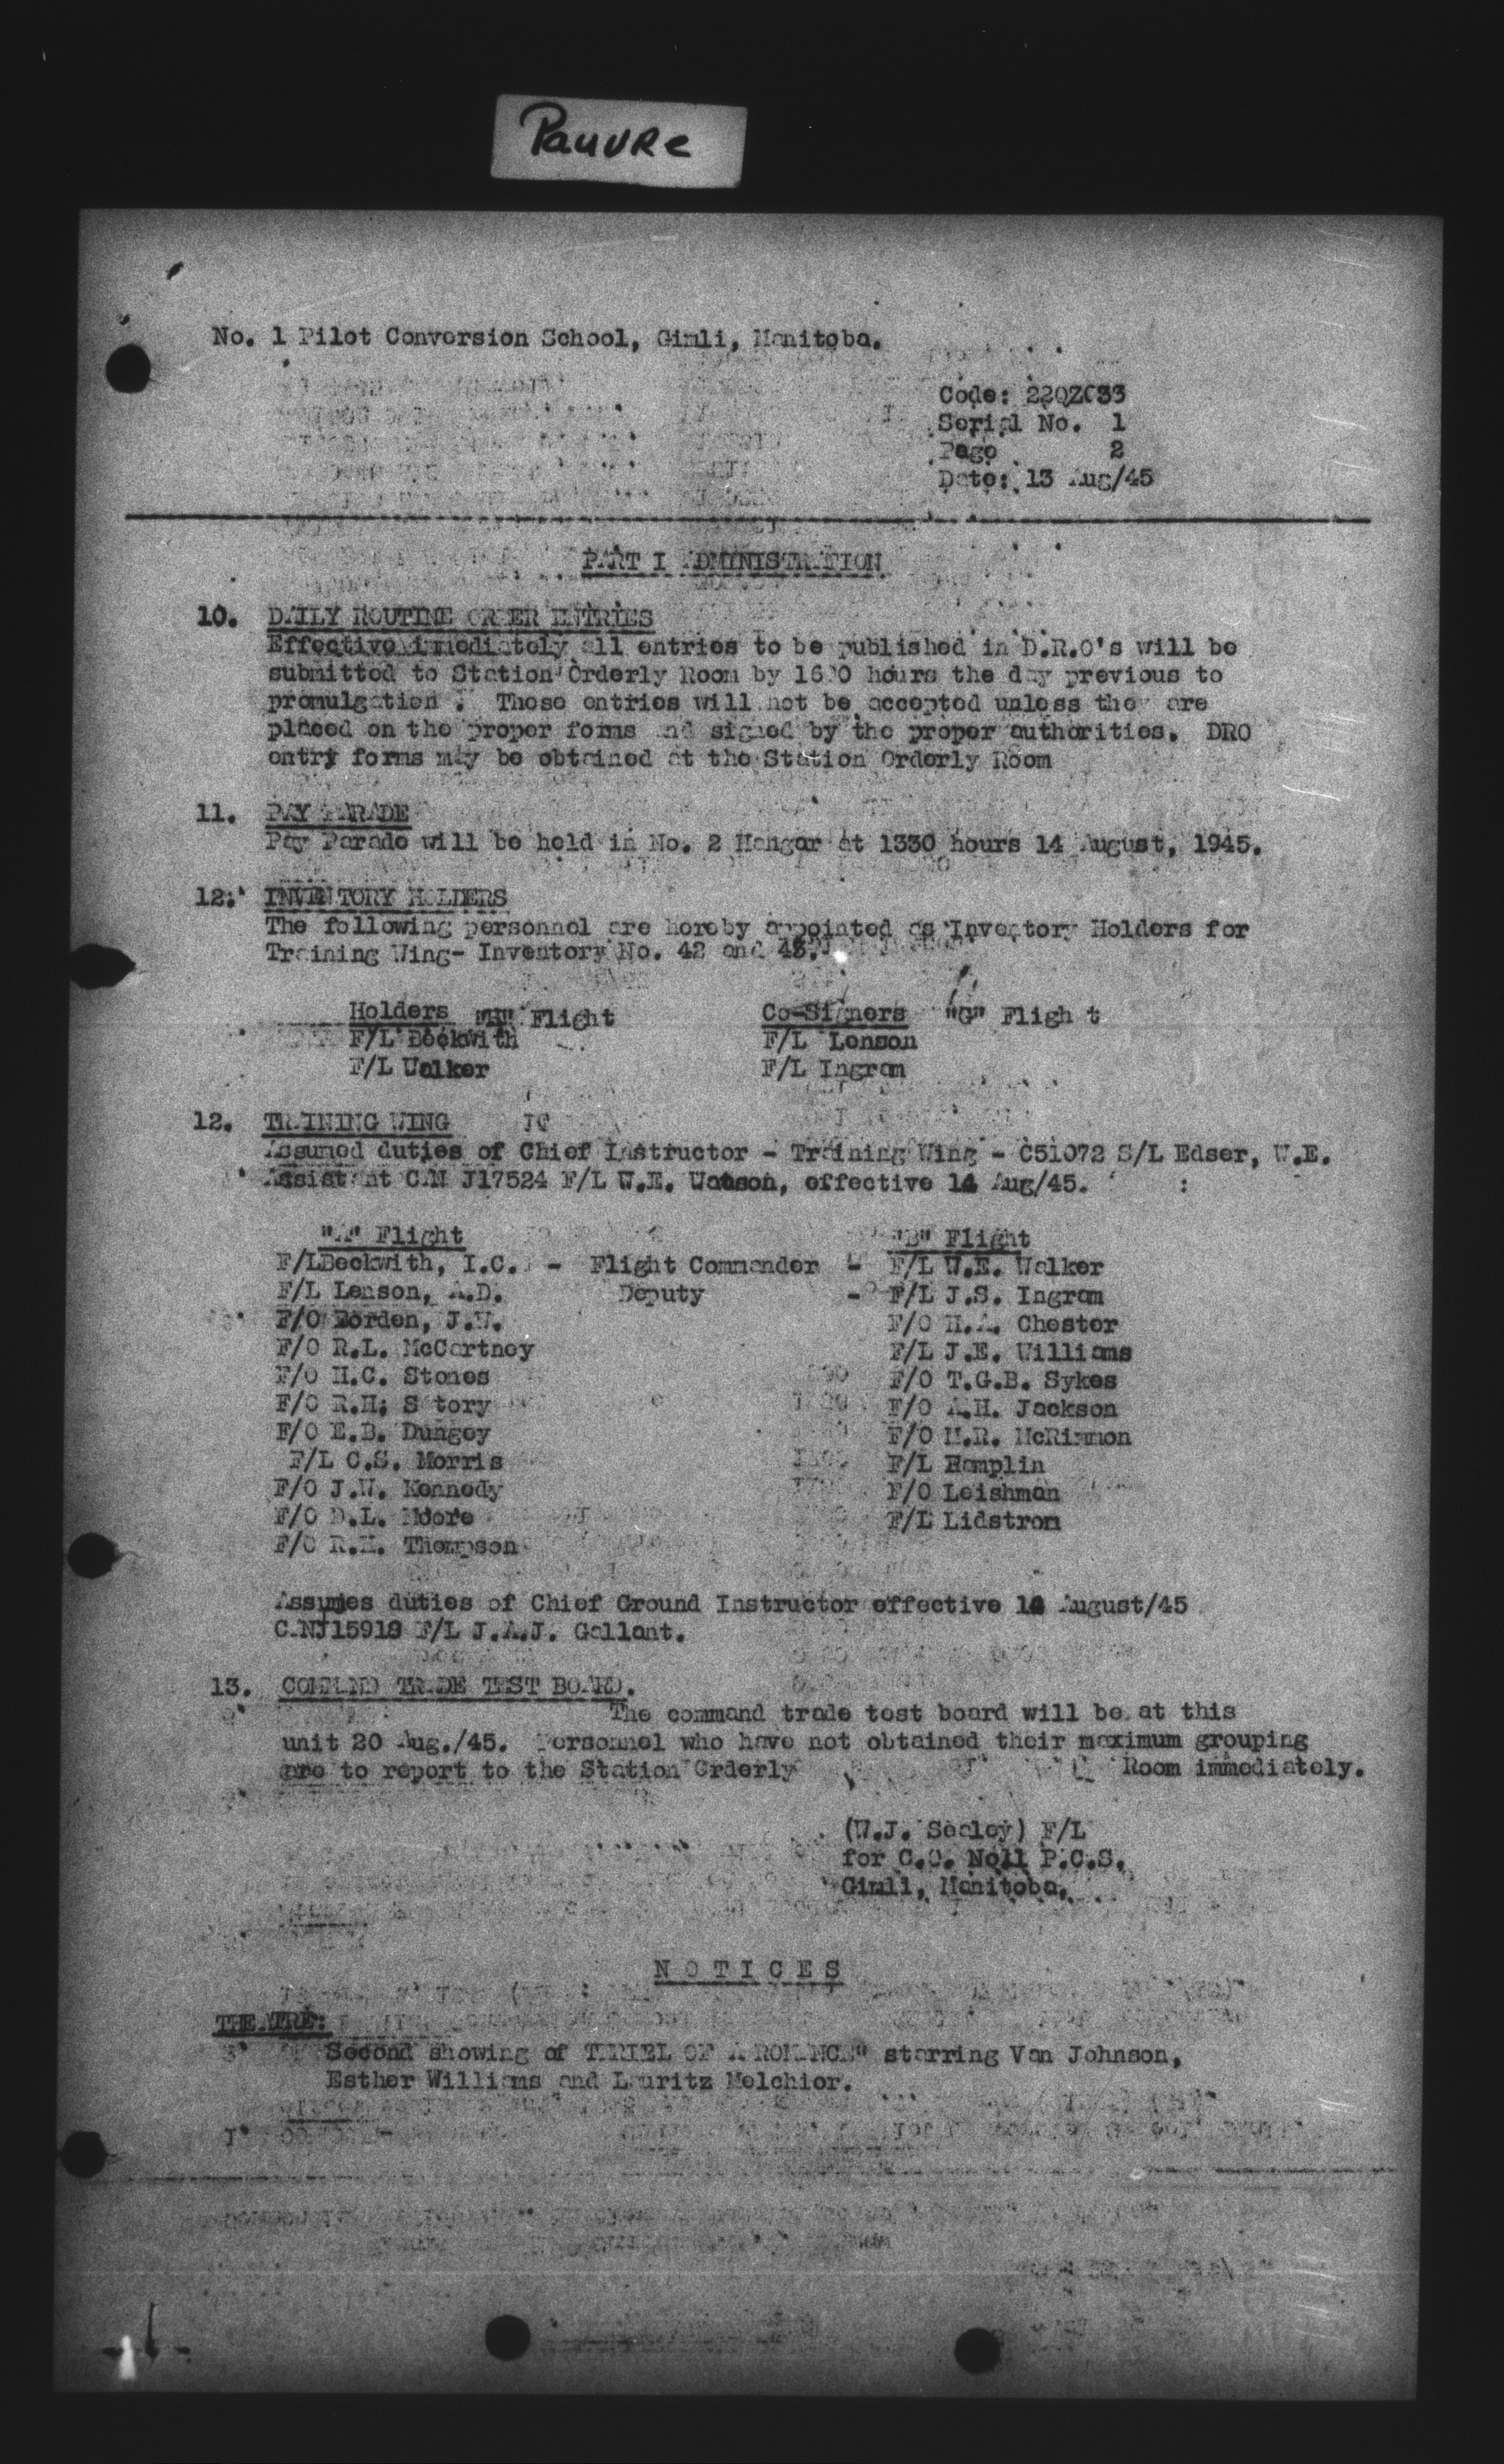 Pauvre
No. 1 Pilot Conversion School, Gimli, Manitoba.
Code: 22QZC33
Serial No. 1
Page 2
Date: 13 Aug/45
PART I ADMINISTRATION
10. DAILY ROUTINE ORDER ENTRIES
Effective immediately all entries to be published in D.R.O's will be
submitted to Station Orderly Room by 1600 hours the day previous to
promulgation. These entries will not be accepted unless they are
placed on the proper forms and signed by the proper authorities. DRO
entry forms may be obtained at the Station Orderly Room
11. PAY PARADE
Pay Parade will be held in No. 2 Hangar at 1330 hours 14 August, 1945.
12. INVENTORY HOLDERS
The following personnel are hereby appointed as Inventory Holders for
Training Wing- Inventory No. 42 and 43.
Holders Flight Co-Signers "G" Fligh t
F/L Beckwith F/L Lenson
F/L Walker F/L Ingram
12. TRAINING WING
Assumed duties of Chief Instructor - Training Wing - C51072 S/L Edser, W.E.
Assistant CAN J17524 F/L W.E. Watson, effective 14 Aug/45.
"A" Flight "B" Flight
F/LBeckwith, I.C. - Flight Commander - F/L W.E. Walker
F/L Lenson, A.D. Deputy - F/L J.S. Ingram
F/O Borden, J.W. F/O H.A. Chester
F/O R.L. McCartney F/L J.E. Williams
F/O H.C. Stones F/O T.G.B. Sykes
F/O R.H. S tory F/O A.H. Jackson
F/O E.B. Dungey F/O M.R. McRimmon
F/L C.S. Morris F/L Hamplin
F/O J.W. Kennedy F/O Leishman
F/O D.L. Moore F/L Lidstrom
F/O R.H. Thompson
Assumes duties of Chief Ground Instructor effective 14 August/45
CANJ15918 F/L J.A.J. Gallant.
13. COMMAND TRADE TEST BOARD.
The command trade test board will be at this
unit 20 Aug./45. Personnel who have not obtained their maximum grouping
are to report to the Station Orderly Room immediately.
(W.J. Sealey) F/L
for C.O. No11 P.C.S.
Gimli, Manitoba.
N O T I C E S
THEATRE:
Second showing of THRIEL OF A ROMANCE" starring Van Johnson,
Esther Williams and Lauritz Melchior.